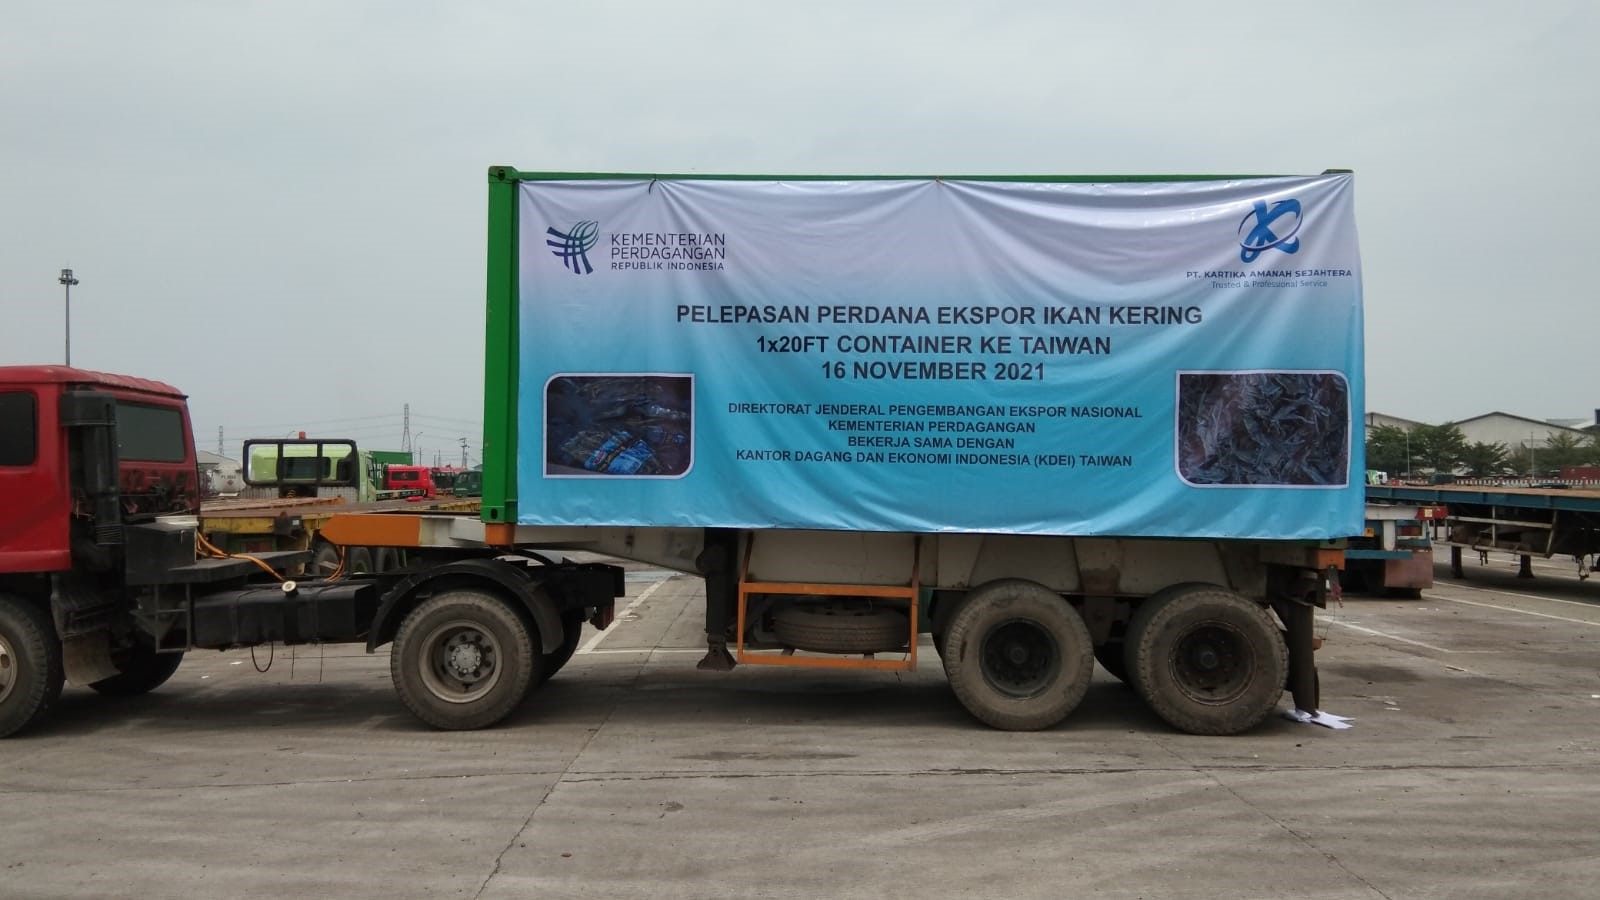 KEMENTERIAN
PERDAGANGAN
REPUBLIK INDONESIA
PT. KARTIKA AMANAH SEJAHTERA
Trusted & Professional Service
PELEPASAN PERDANA EKSPOR IKAN KERING
1x20FT CONTAINER KE TAIWAN
16 NOVEMBER 2021
DIREKTORAT JENDERAL PENGEMBANGAN EKSPOR NASIONAL
KEMENTERIAN PERDAGANGAN
BEKERJA SAMA DENGAN
KANTOR DAGANG DAN EKONOMI INDONESIA (KDEI) TAIWAN